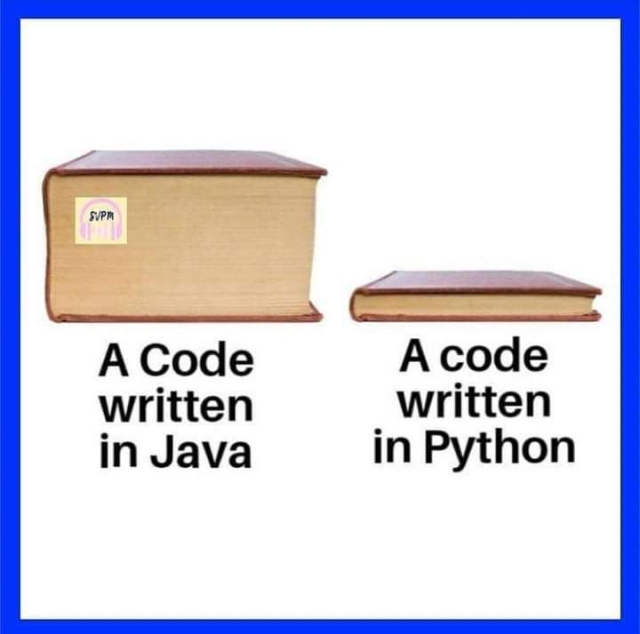 SVPM
A Code
written
in Java
A code
written
in Python